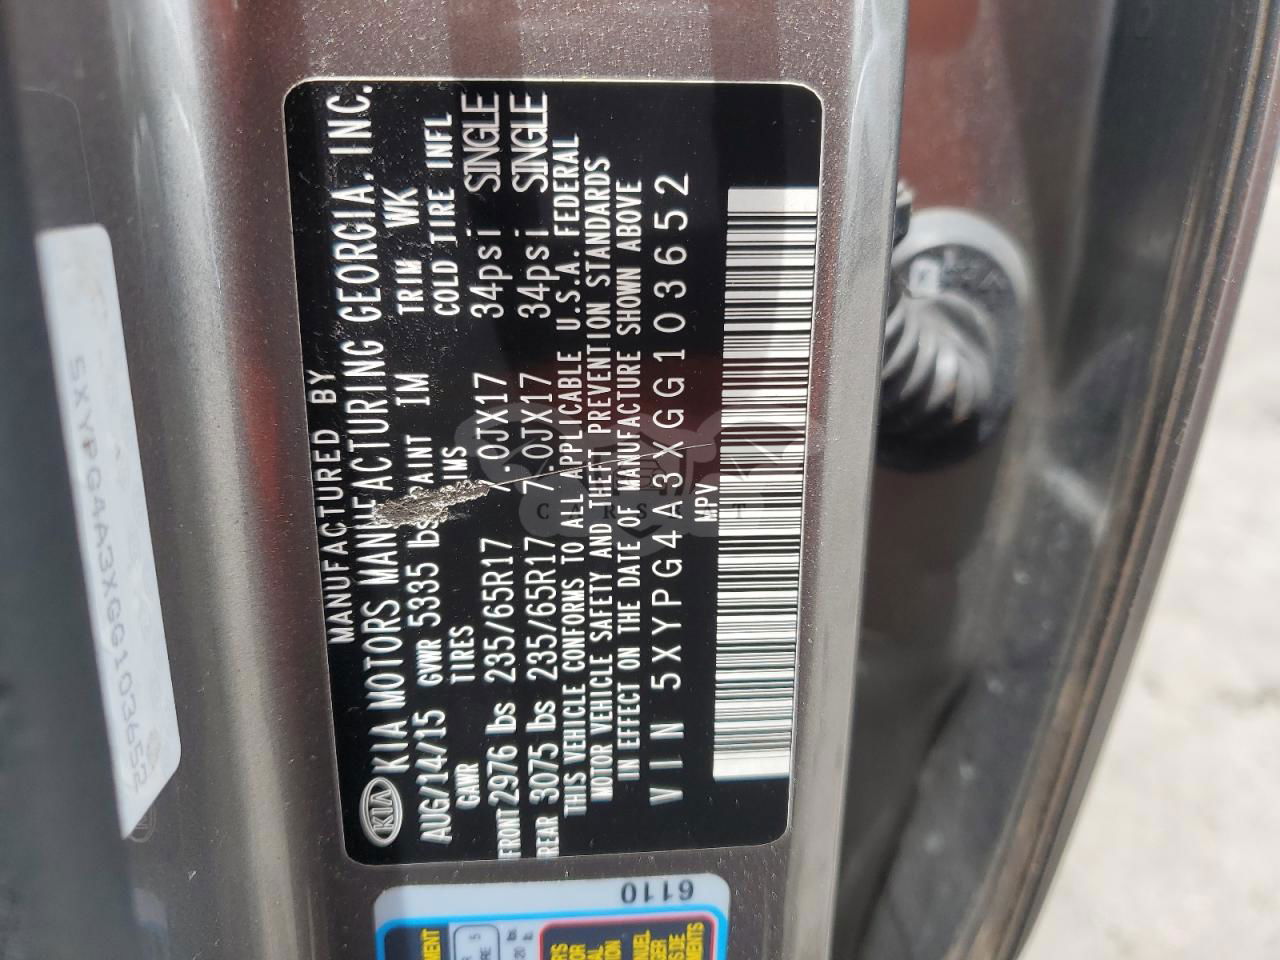 MANUFACTURED BY
KIA KIA MOTORS MANUFACTURING GEORGIA. INC.
AUG/14/15 GVWR 5335 lbs PAINT IM TRIM WK
GAWR TIRES COLD TIRE INFL
FRONT 2976 lbs 235/65R17 7.0JX17 34psi SINGLE
REAR 3075 lbs 235/65R17 7.0JX17 34psi SINGLE
THIS VEHICLE CONFORMS TO ALL APPLICABLE U.S.A. FEDERAL
MOTOR VEHICLE SAFETY AND THEFT PREVENTION STANDARDS
IN EFFECT ON THE DATE OF MANUFACTURE SHOWN ABOVE
VIN 5XYPG4A3XGG103652
MPV
5XYPG4A3XGG103652
6110